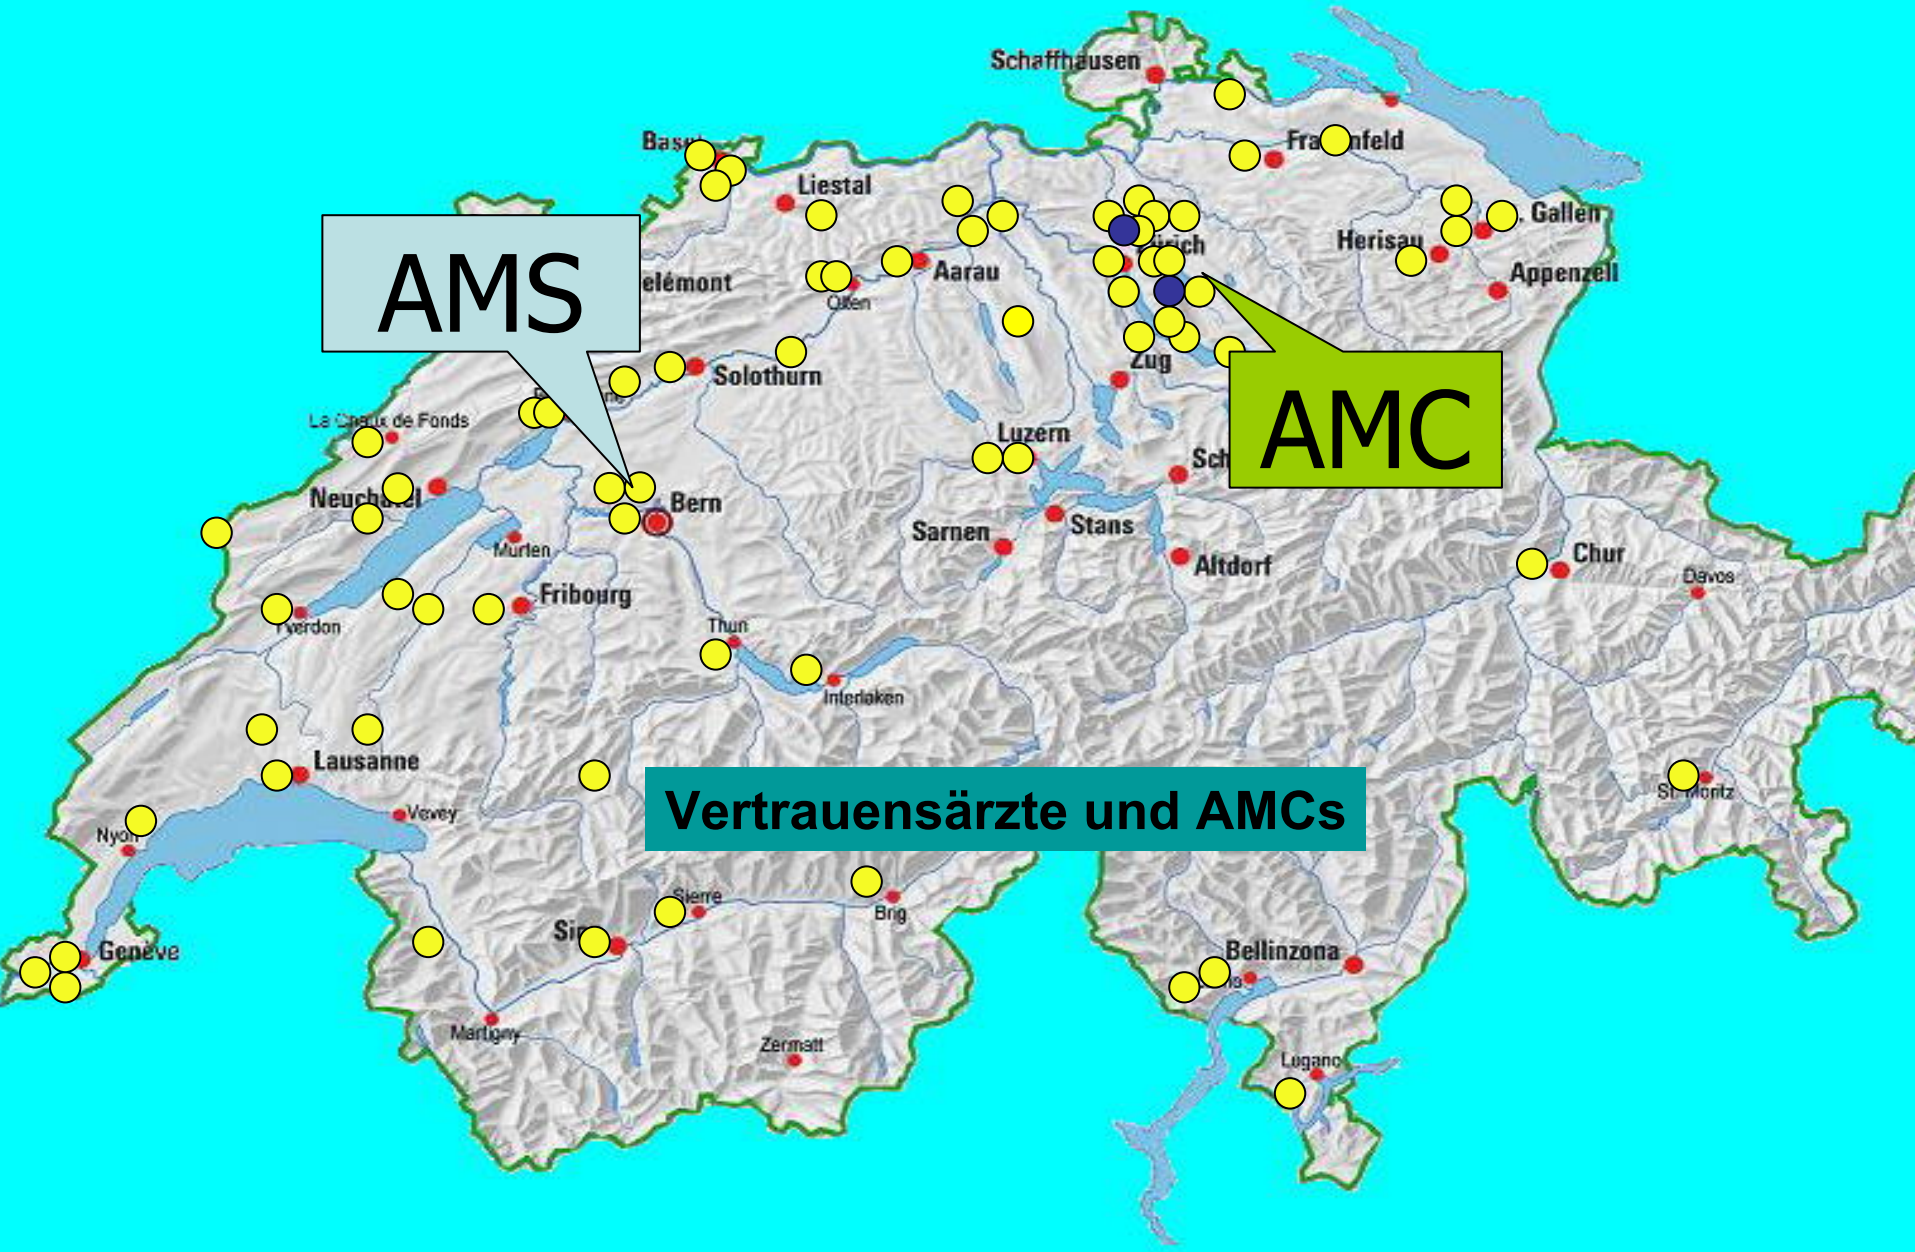 Schaffhausen
Liestal
Herisau
Appenzell
Aarau
Olten
AMS
Solothurn
Zug
AMC
La Chaux de Fonds
Luzern
Neuchâtel
Bern
Sarnen
Stans
Altdorf
Murten
Chur
Davos
Fribourg
Yverdon
Thun
Interlaken
Lausanne
Vevey
Nyon
Vertrauensärzte und AMCs
St. Moritz
Sierre
Brig
Genève
Bellinzona
Martigny
Zermatt
Lugano